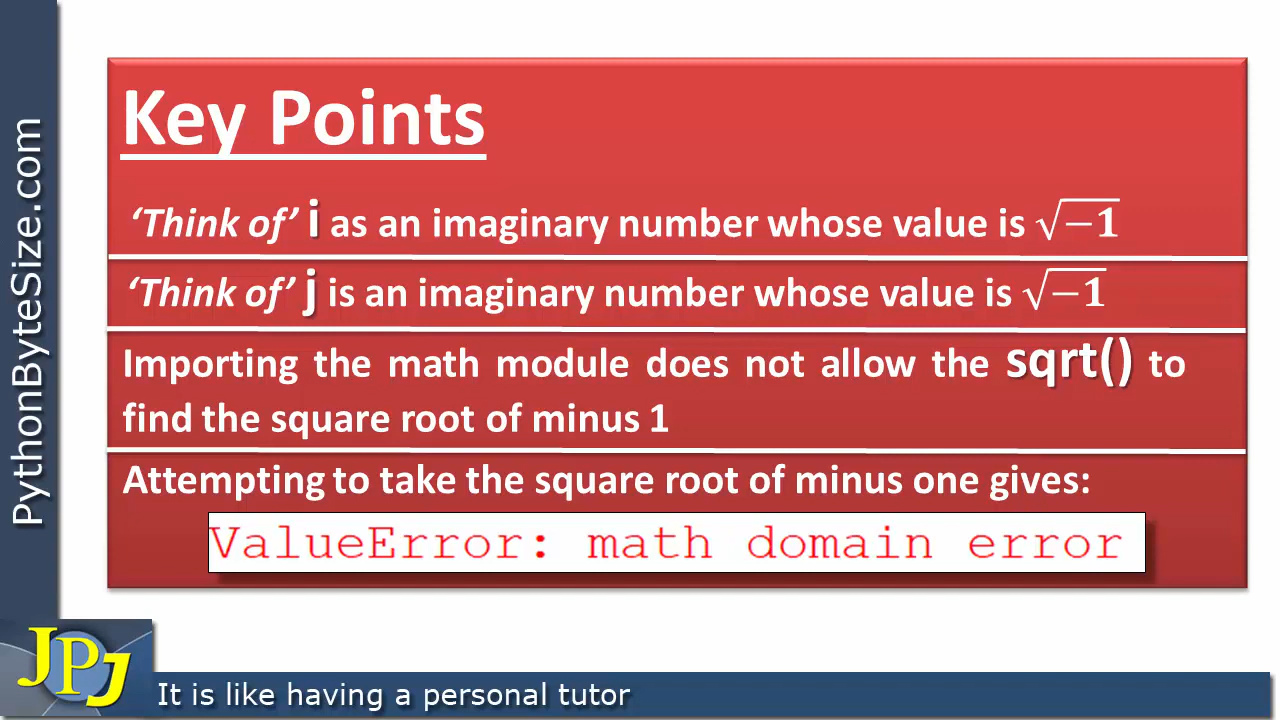 Key Points
‘Think of’ i as an imaginary number whose value is √−1
‘Think of’ j is an imaginary number whose value is √−1
Importing the math module does not allow the sqrt() to
find the square root of minus 1
Attempting to take the square root of minus one gives:
ValueError: math domain error
PythonByteSize.com
JPJ
It is like having a personal tutor